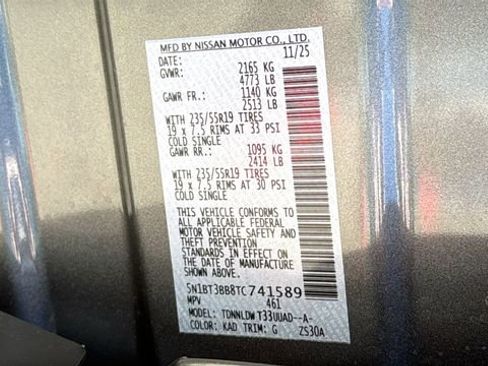 MFD BY NISSAN MOTOR CO., LTD.
DATE: 11/25
GVWR: 2165 KG
4773 LB
GAWR FR.: 1140 KG
2513 LB
WITH 235/55R19 TIRES
19 x 7.5 RIMS AT 33 PSI
COLD SINGLE
GAWR RR.: 1095 KG
2414 LB
WITH 235/55R19 TIRES
19 x 7.5 RIMS AT 30 PSI
COLD SINGLE
THIS VEHICLE CONFORMS TO
ALL APPLICABLE FEDERAL
MOTOR VEHICLE SAFETY AND
THEFT PREVENTION
STANDARDS IN EFFECT ON
THE DATE OF MANUFACTURE
SHOWN ABOVE.
5N1BT3BB8TC741589
MPV 461
MODEL: TDNNLDW T33UUAD--A-
COLOR: KAD TRIM: G ZS30A